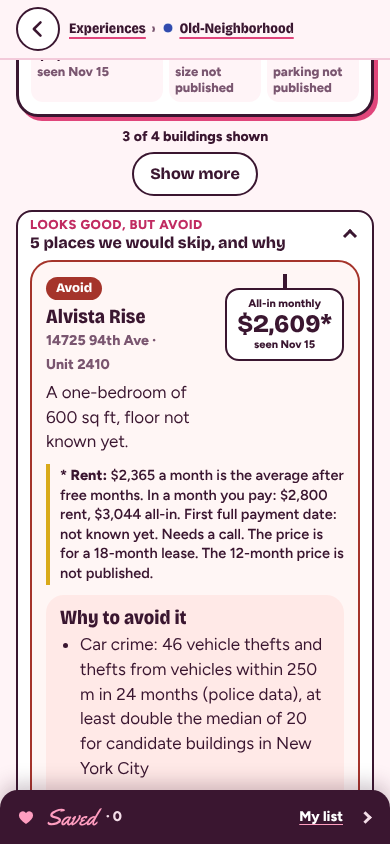 Experiences › Old-Neighborhood
seen Nov 15
size not
published
parking not
published
3 of 4 buildings shown
Show more
LOOKS GOOD, BUT AVOID
5 places we would skip, and why
Avoid
Alvista Rise
14725 94th Ave ·
Unit 2410
All-in monthly
$2,609*
seen Nov 15
A one-bedroom of
600 sq ft, floor not
known yet.
* Rent: $2,365 a month is the average after
free months. In a month you pay: $2,800
rent, $3,044 all-in. First full payment date:
not known yet. Needs a call. The price is
for a 18-month lease. The 12-month price is
not published.
Why to avoid it
• Car crime: 46 vehicle thefts and
thefts from vehicles within 250
m in 24 months (police data), at
least double the median of 20
for candidate buildings in New
York City
Saved · 0
My list